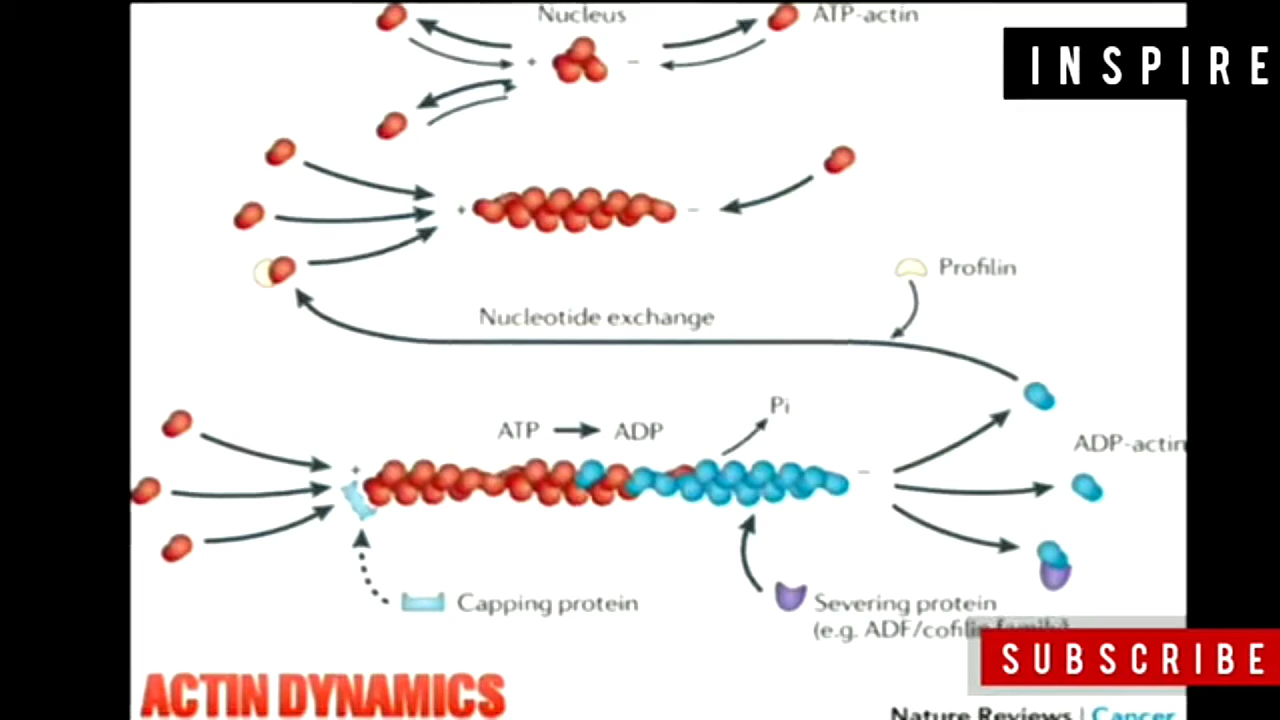 Nucleus
ATP-actin
INSPIRE
+
−
+
−
Profilin
Nucleotide exchange
Pi
ATP → ADP
ADP-actin
+
−
Capping protein
Severing protein
(e.g. ADF/cofilin family)
SUBSCRIBE
ACTIN DYNAMICS
Nature Reviews | Cancer